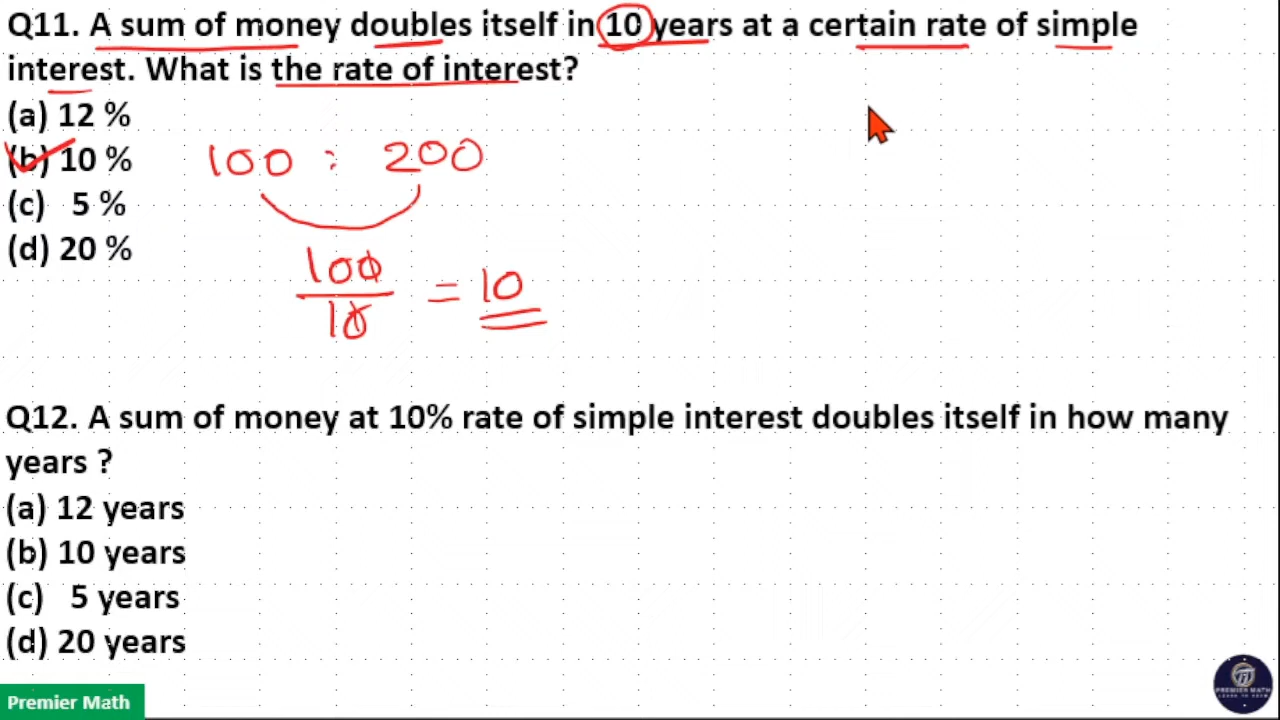 Q11. A sum of money doubles itself in 10 years at a certain rate of simple
interest. What is the rate of interest?
(a) 12 %
(b) 10 %
(c) 5 %
(d) 20 %
100 : 200
100
10
= 10
Q12. A sum of money at 10% rate of simple interest doubles itself in how many
years ?
(a) 12 years
(b) 10 years
(c) 5 years
(d) 20 years
Premier Math
PREMIER MATH